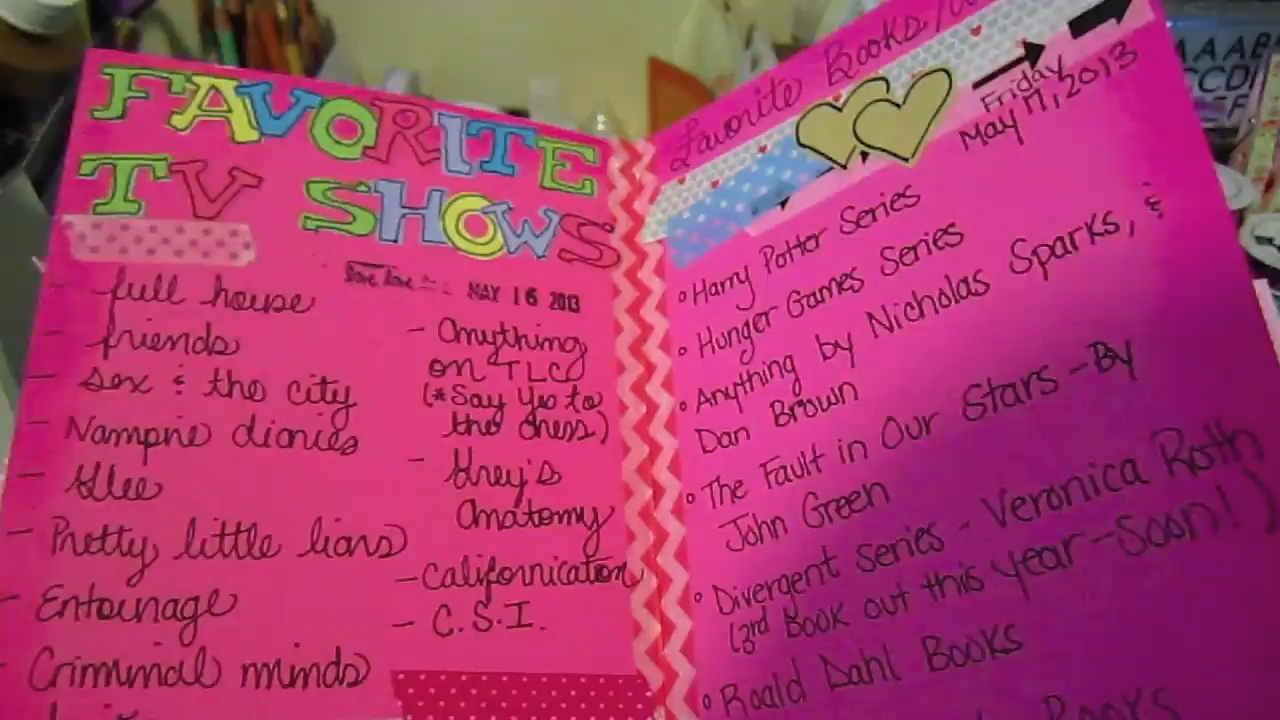 FAVORITE
TV SHOWS
MAY 16 2013
- full house
- friends
- sex & the city
- Vampire diaries
- Glee
- Pretty little liars
- Entourage
- Criminal minds
- Anything
on TLC
(*Say Yes to
the dress)
- Grey's
Anatomy
- Californication
- C.S.I.
Favorite Books/
Friday
May 17, 2013
• Harry Potter Series
• Hunger Games Series
• Anything by Nicholas Sparks, &
Dan Brown
• The Fault in Our Stars - By
John Green
• Divergent Series - Veronica Roth
(3rd Book out this year - Soon!)
• Roald Dahl Books
Books